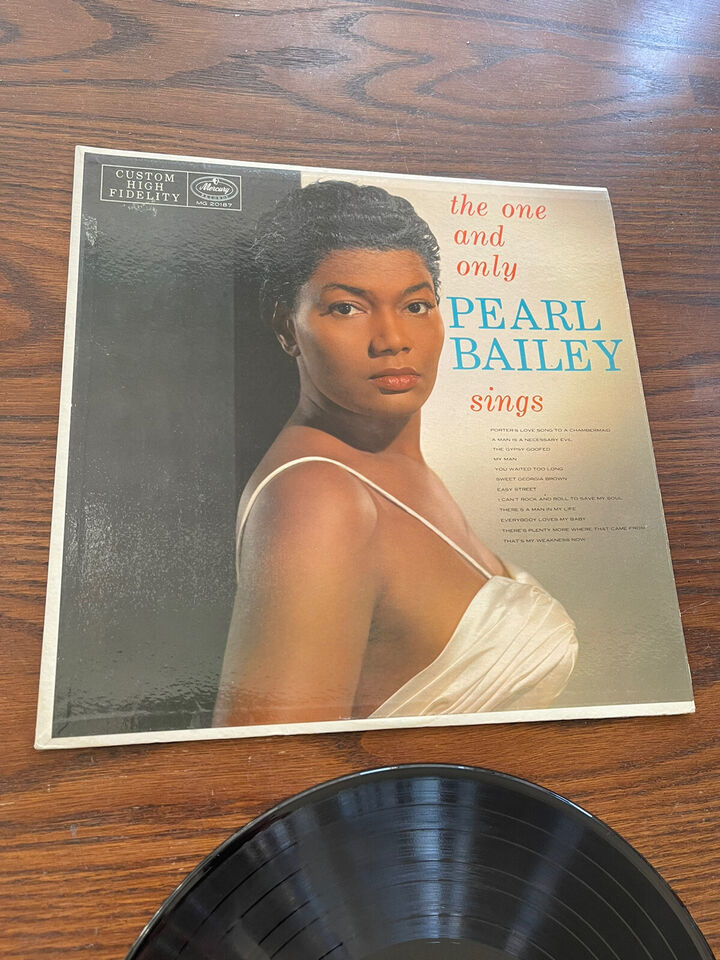 CUSTOM
HIGH
FIDELITY
Mercury
RECORDS
MG 20187
the one
and
only
PEARL
BAILEY
sings
PORTER'S LOVE SONG TO A CHAMBERMAID
A MAN IS A NECESSARY EVIL
THE GYPSY GOOFED
MY MAN
YOU WAITED TOO LONG
SWEET GEORGIA BROWN
EASY STREET
I CAN'T ROCK AND ROLL TO SAVE MY SOUL
THERE'S A MAN IN MY LIFE
EVERYBODY LOVES MY BABY
THERE'S PLENTY MORE WHERE THAT CAME FROM
THAT'S MY WEAKNESS NOW